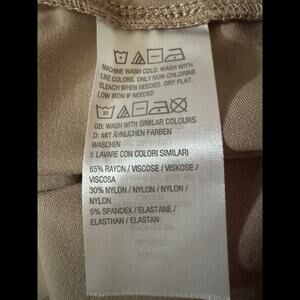 MACHINE WASH COLD. WASH WITH
LIKE COLORS. ONLY NON-CHLORINE
BLEACH WHEN NEEDED. DRY FLAT.
LOW IRON IF NEEDED
30
GB: WASH WITH SIMILAR COLOURS
D: MIT ÄHNLICHEN FARBEN
WASCHEN
I: LAVARE CON COLORI SIMILARI
65% RAYON / VISCOSE / VISKOSE /
VISCOSA
30% NYLON / NYLON / NYLON /
NYLON
5% SPANDEX / ELASTANE /
ELASTHAN / ELASTAN